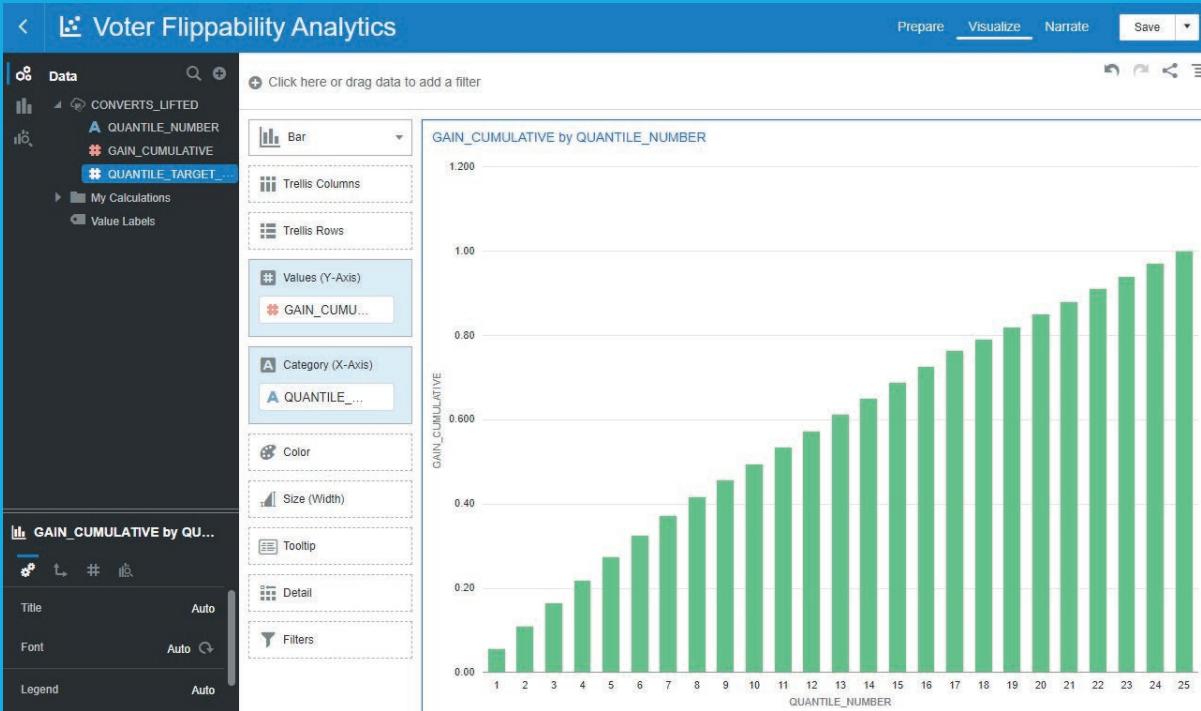 Voter Flippability Analytics
Prepare Visualize Narrate Save
Data
CONVERTS_LIFTED
A QUANTILE_NUMBER
# GAIN_CUMULATIVE
# QUANTILE_TARGET_...
My Calculations
Value Labels
GAIN_CUMULATIVE by QU...
#
Title Auto
Font Auto
Legend Auto
Click here or drag data to add a filter
Bar
Trellis Columns
Trellis Rows
# Values (Y-Axis)
# GAIN_CUMU...
A Category (X-Axis)
A QUANTILE_...
Color
Size (Width)
Tooltip
Detail
Filters
GAIN_CUMULATIVE by QUANTILE_NUMBER
1.200
1.00
0.80
0.600
0.40
0.20
0.00
GAIN_CUMULATIVE
1 2 3 4 5 6 7 8 9 10 11 12 13 14 15 16 17 18 19 20 21 22 23 24 25
QUANTILE_NUMBER